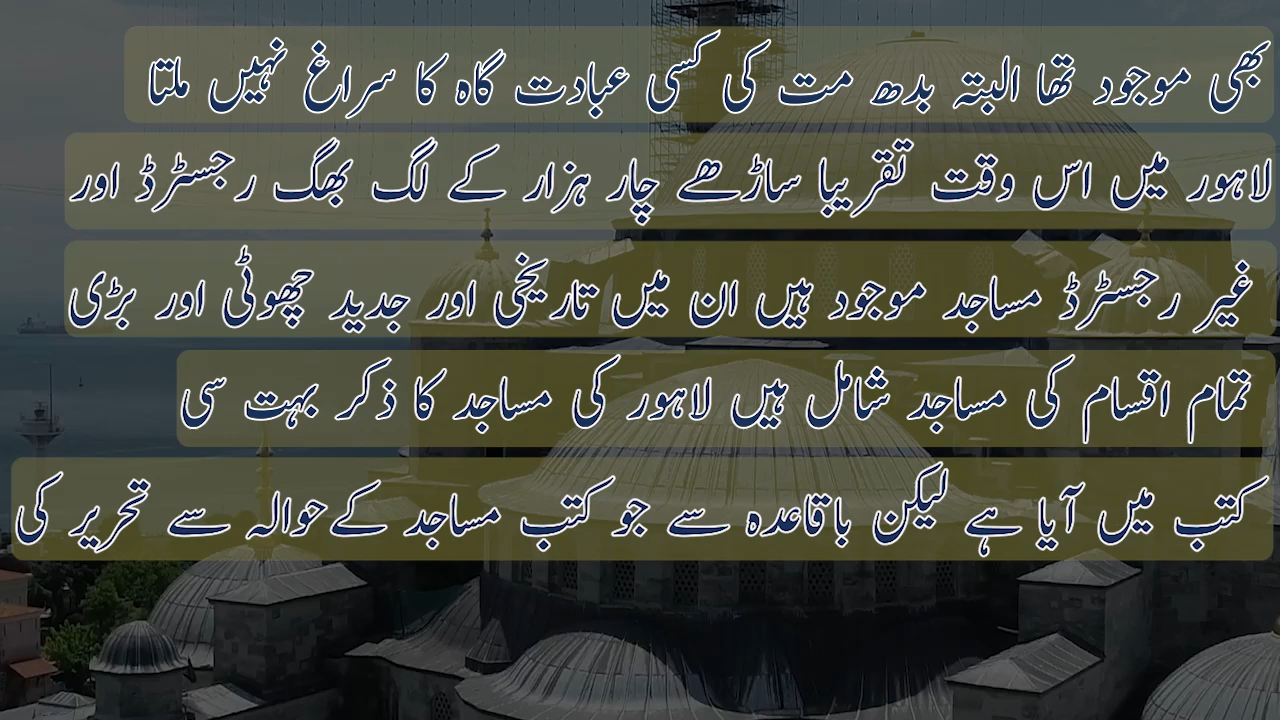 بھی موجود تھا البتہ بدھ مت کی کسی عبادت گاہ کا سراغ نہیں ملتا
لاہور میں اس وقت تقریبا ساڑھے چار ہزار کے لگ بھگ رجسٹرڈ اور
غیر رجسٹرڈ مساجد موجود ہیں ان میں تاریخی اور جدید چھوٹی اور بڑی
تمام اقسام کی مساجد شامل ہیں لاہور کی مساجد کا ذکر بہت سی
کتب میں آیا ہے لیکن باقاعدہ سے جو کتب مساجد کے حوالہ سے تحریر کی